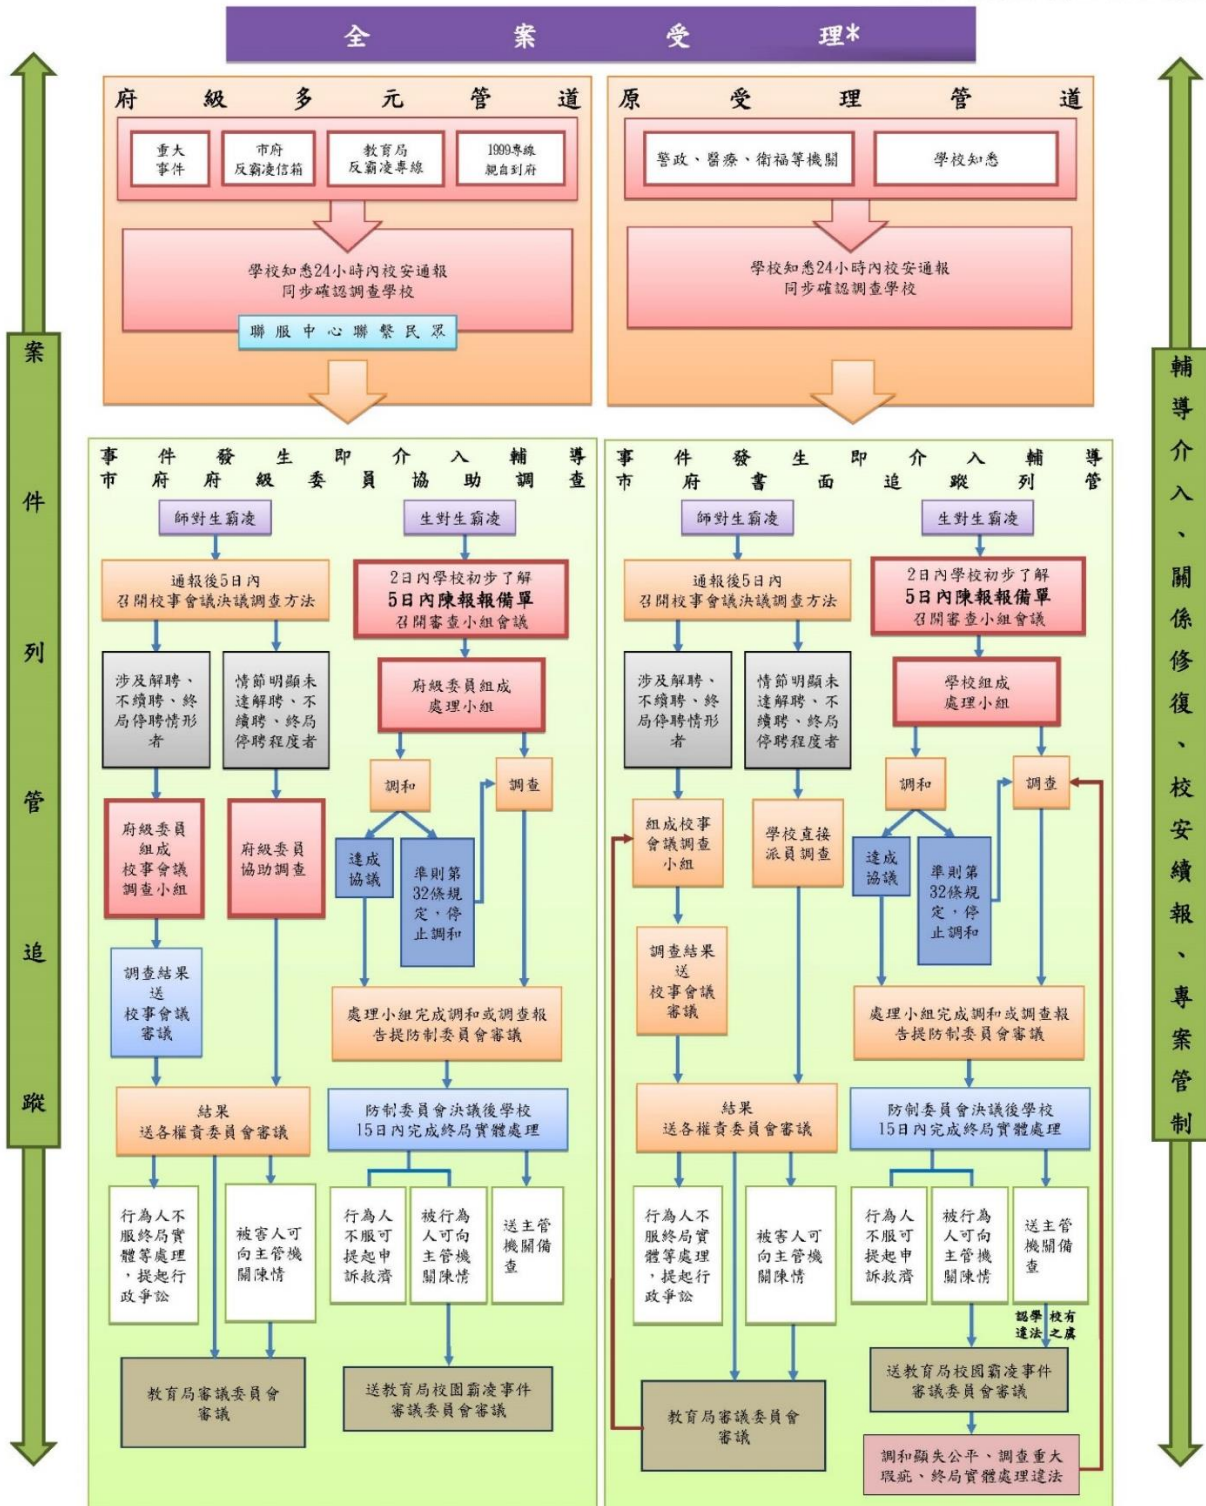 全案受理*
府級多元管道
重大
事件
市府
反霸凌信箱
教育局
反霸凌專線
1999專線
親自到府
學校知悉24小時內校安通報
同步確認調查學校
聯服中心聯繫民眾
原受理管道
警政、醫療、衛福等機關
學校知悉
學校知悉24小時內校安通報
同步確認調查學校
案件列管追蹤
輔導介入、關係修復、校安續報、專案管制
事件發生即介入輔導
市府府級委員協助調查
師對生霸凌
通報後5日內
召開校事會議決議調查方法
涉及解聘、
不續聘、終
局停聘情形
者
情節明顯未
達解聘、不
續聘、終局
停聘程度者
府級委員
組成
校事會議
調查小組
府級委員
協助調查
調查結果
送
校事會議
審議
結果
送各權責委員會審議
行為人不
服終局實
體等處理
,提起行
政爭訟
被害人可
向主管機
關陳情
教育局審議委員會
審議
生對生霸凌
2日內學校初步了解
5日內陳報報備單
召開審查小組會議
府級委員組成
處理小組
調和
調查
達成
協議
準則第
32條規
定,停
止調和
處理小組完成調和或調查報
告提防制委員會審議
防制委員會決議後學校
15日內完成終局實體處理
行為人
不服可
提起申
訴救濟
被行為
人可向
主管機
關陳情
送主管
機關備
查
送教育局校園霸凌事件
審議委員會審議
事件發生即介入輔導
市府書面追蹤列管
師對生霸凌
通報後5日內
召開校事會議決議調查方法
涉及解聘、
不續聘、終
局停聘情形
者
情節明顯未
達解聘、不
續聘、終局
停聘程度者
組成校事
會議調查
小組
學校直接
派員調查
調查結果
送
校事會議
審議
結果
送各權責委員會審議
行為人不
服終局實
體等處理
,提起行
政爭訟
被害人可
向主管機
關陳情
教育局審議委員會
審議
生對生霸凌
2日內學校初步了解
5日內陳報報備單
召開審查小組會議
學校組成
處理小組
調和
調查
達成
協議
準則第
32條規
定,停
止調和
處理小組完成調和或調查報
告提防制委員會審議
防制委員會決議後學校
15日內完成終局實體處理
行為人
不服可
提起申
訴救濟
被行為
人可向
主管機
關陳情
送主管
機關備
查
認學校有
違法之虞
送教育局校園霸凌事件
審議委員會審議
調和顯失公平、調查重大
瑕疵、終局實體處理違法